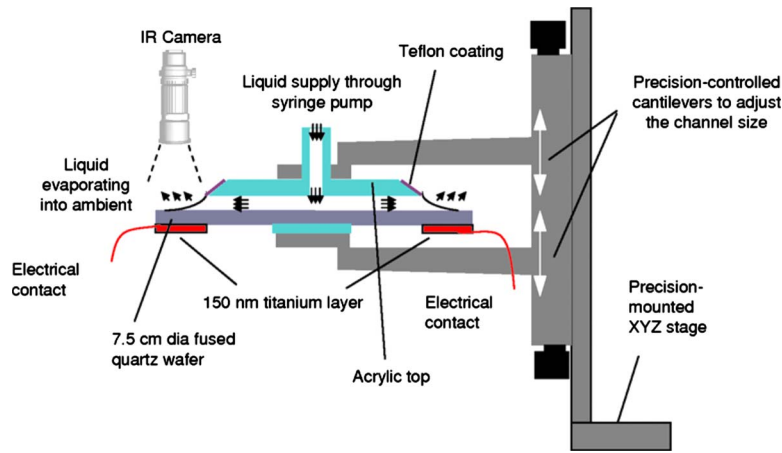 IR Camera
Teflon coating
Liquid supply through
syringe pump
Precision-controlled
cantilevers to adjust
the channel size
Liquid
evaporating
into ambient
Electrical
contact
150 nm titanium layer
Electrical
contact
Precision-
mounted
XYZ stage
7.5 cm dia fused
quartz wafer
Acrylic top